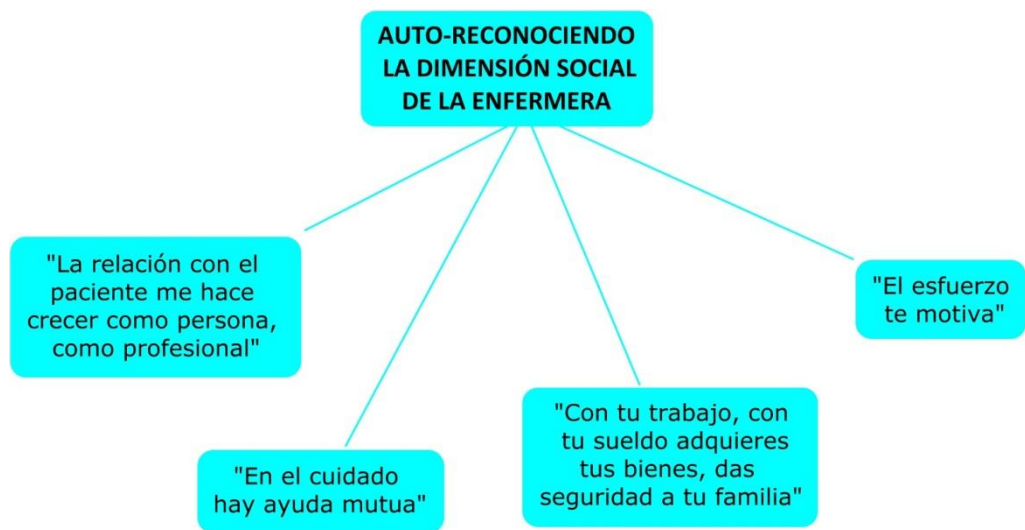 AUTO-RECONOCIENDO
LA DIMENSIÓN SOCIAL
DE LA ENFERMERA
"La relación con el
paciente me hace
crecer como persona,
como profesional"
"En el cuidado
hay ayuda mutua"
"Con tu trabajo, con
tu sueldo adquieres
tus bienes, das
seguridad a tu familia"
"El esfuerzo
te motiva"